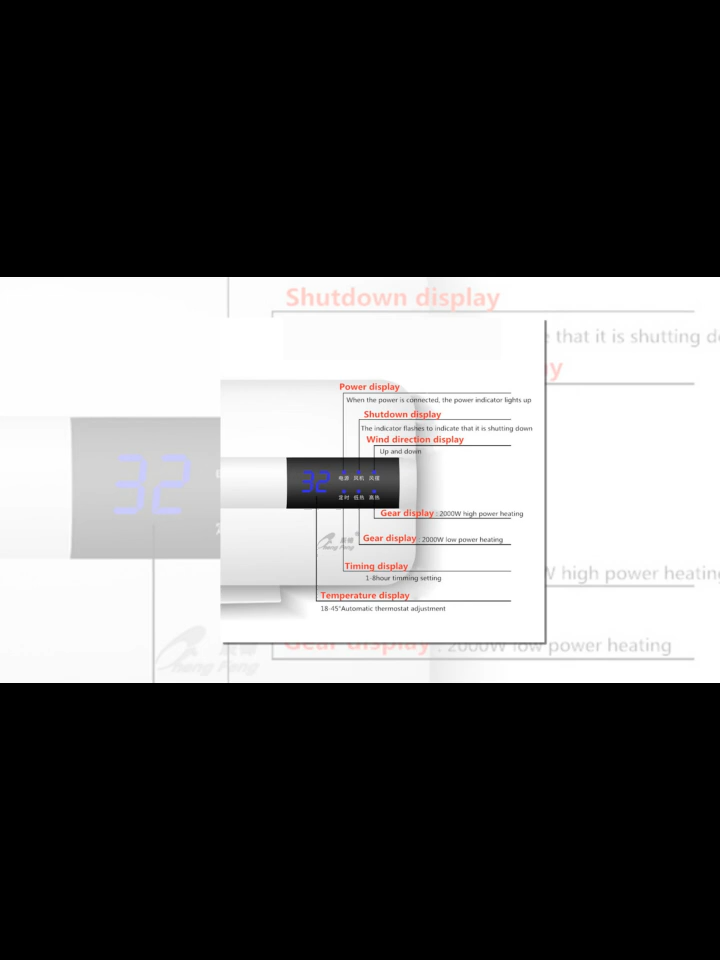 Shutdown display
that it is shutting
Power display
When the power is connected, the power indicator lights up
Shutdown display
The indicator flashes to indicate that it is shutting down
Wind direction display
Up and down
32
32
电源 风机 风摆
定时 低热 高热
Gear display : 2000W high power heating
Gear display : 2000W low power heating
Timing display
1-8hour timming setting
Temperature display
18-45°Automatic thermostat adjustment
high power heating
Gear display : 2000W low power heating